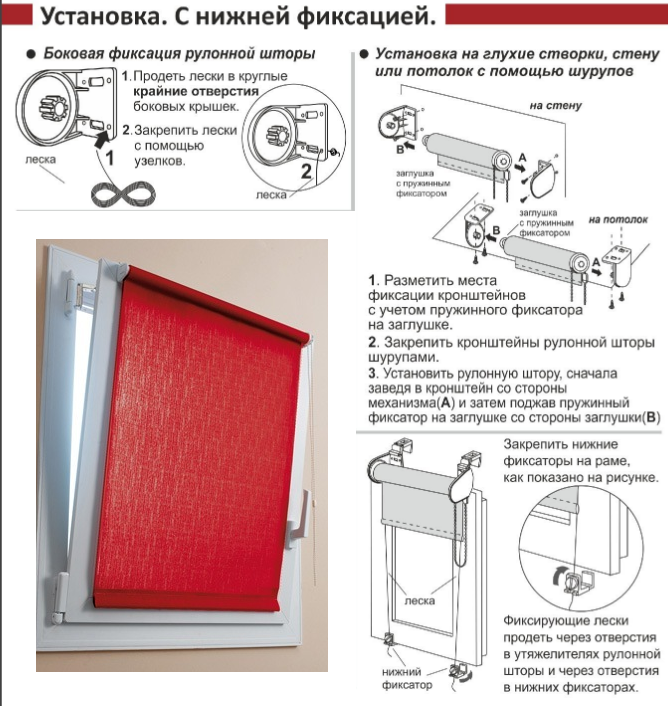 Установка. С нижней фиксацией.
● Боковая фиксация рулонной шторы
1. Продеть лески в круглые
крайние отверстия
боковых крышек.
2. Закрепить лески
с помощью
узелков.
леска
1
2
леска
● Установка на глухие створки, стену
или потолок с помощью шурупов
на стену
B
A
заглушка
с пружинным
фиксатором
заглушка
с пружинным
фиксатором
на потолок
B
A
1. Разметить места
фиксации кронштейнов
с учетом пружинного фиксатора
на заглушке.
2. Закрепить кронштейны рулонной шторы
шурупами.
3. Установить рулонную штору, сначала
заведя в кронштейн со стороны
механизма(А) и затем поджав пружинный
фиксатор на заглушке со стороны заглушки(В)
Закрепить нижние
фиксаторы на раме,
как показано на рисунке.
леска
нижний
фиксатор
Фиксирующие лески
продеть через отверстия
в утяжелителях рулонной
шторы и через отверстия
в нижних фиксаторах.